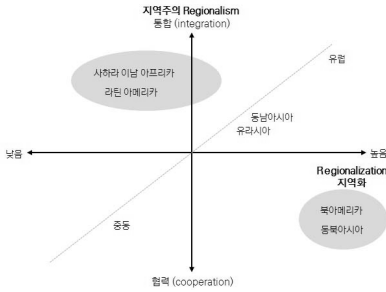 지역주의 Regionalism
통합 (integration)
유럽
사하라 이남 아프리카
라틴 아메리카
동남아시아
유라시아
낮음
높음
Regionalization
지역화
북아메리카
동북아시아
중동
협력 (cooperation)